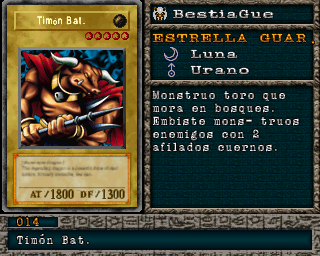 Timón Bat.
AT/1800 DF/1300
BestiaGue
ESTRELLA GUAR.
Luna
Urano
Monstruo toro que
mora en bosques.
Embiste mons- truos
enemigos con 2
afilados cuernos.
014
Timón Bat.